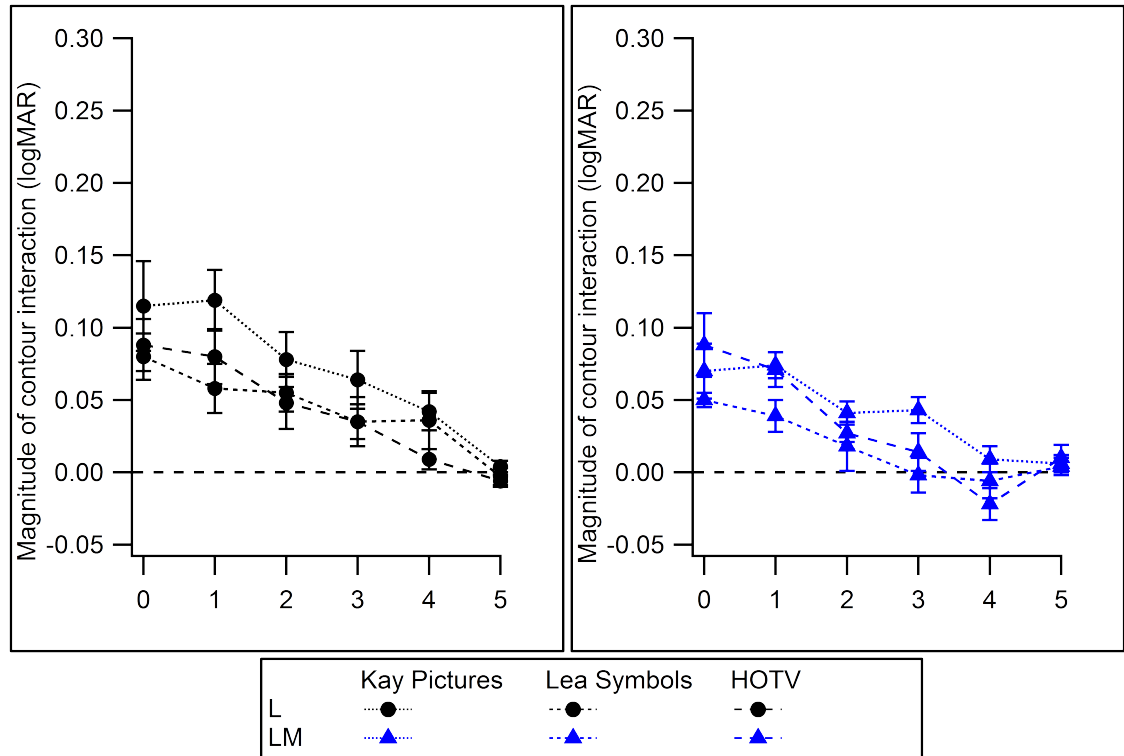 Magnitude of contour interaction (logMAR)
0.30
0.25
0.20
0.15
0.10
0.05
0.00
-0.05
0 1 2 3 4 5
Magnitude of contour interaction (logMAR)
0.30
0.25
0.20
0.15
0.10
0.05
0.00
-0.05
0 1 2 3 4 5
Kay Pictures Lea Symbols HOTV
L
LM